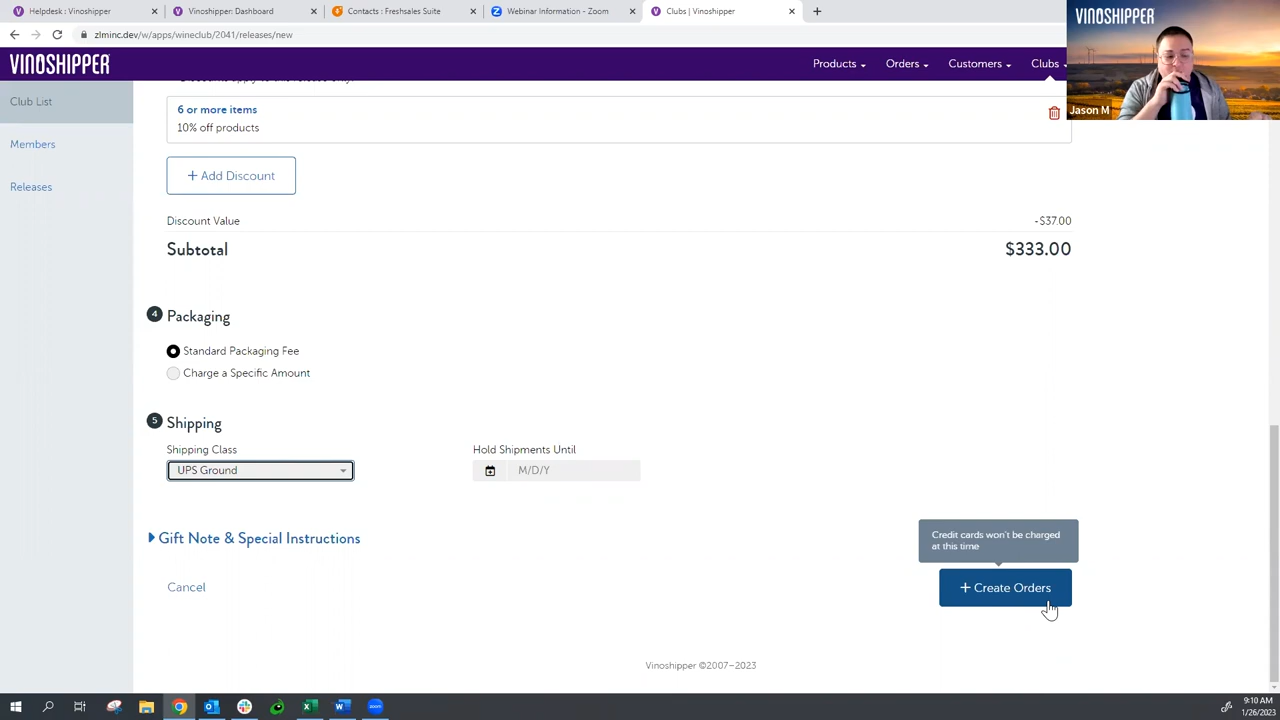 Helpdesk : Vinoshipper
Vinoshipper: Dashboard
Contacts : Freshsales Suite
Webinar Information - Zoom
Clubs | Vinoshipper
zlminc.dev/w/apps/wineclub/2041/releases/new
VINOSHIPPER
Products
Orders
Customers
Clubs
VINOSHIPPER
Jason M
Club List
Members
Releases
6 or more items
10% off products
+ Add Discount
Discount Value
-$37.00
Subtotal
$333.00
4 Packaging
Standard Packaging Fee
Charge a Specific Amount
5 Shipping
Shipping Class
Hold Shipments Until
UPS Ground
M/D/Y
Gift Note & Special Instructions
Credit cards won't be charged
at this time
Cancel
+ Create Orders
Vinoshipper ©2007–2023
9:10 AM
1/26/2023